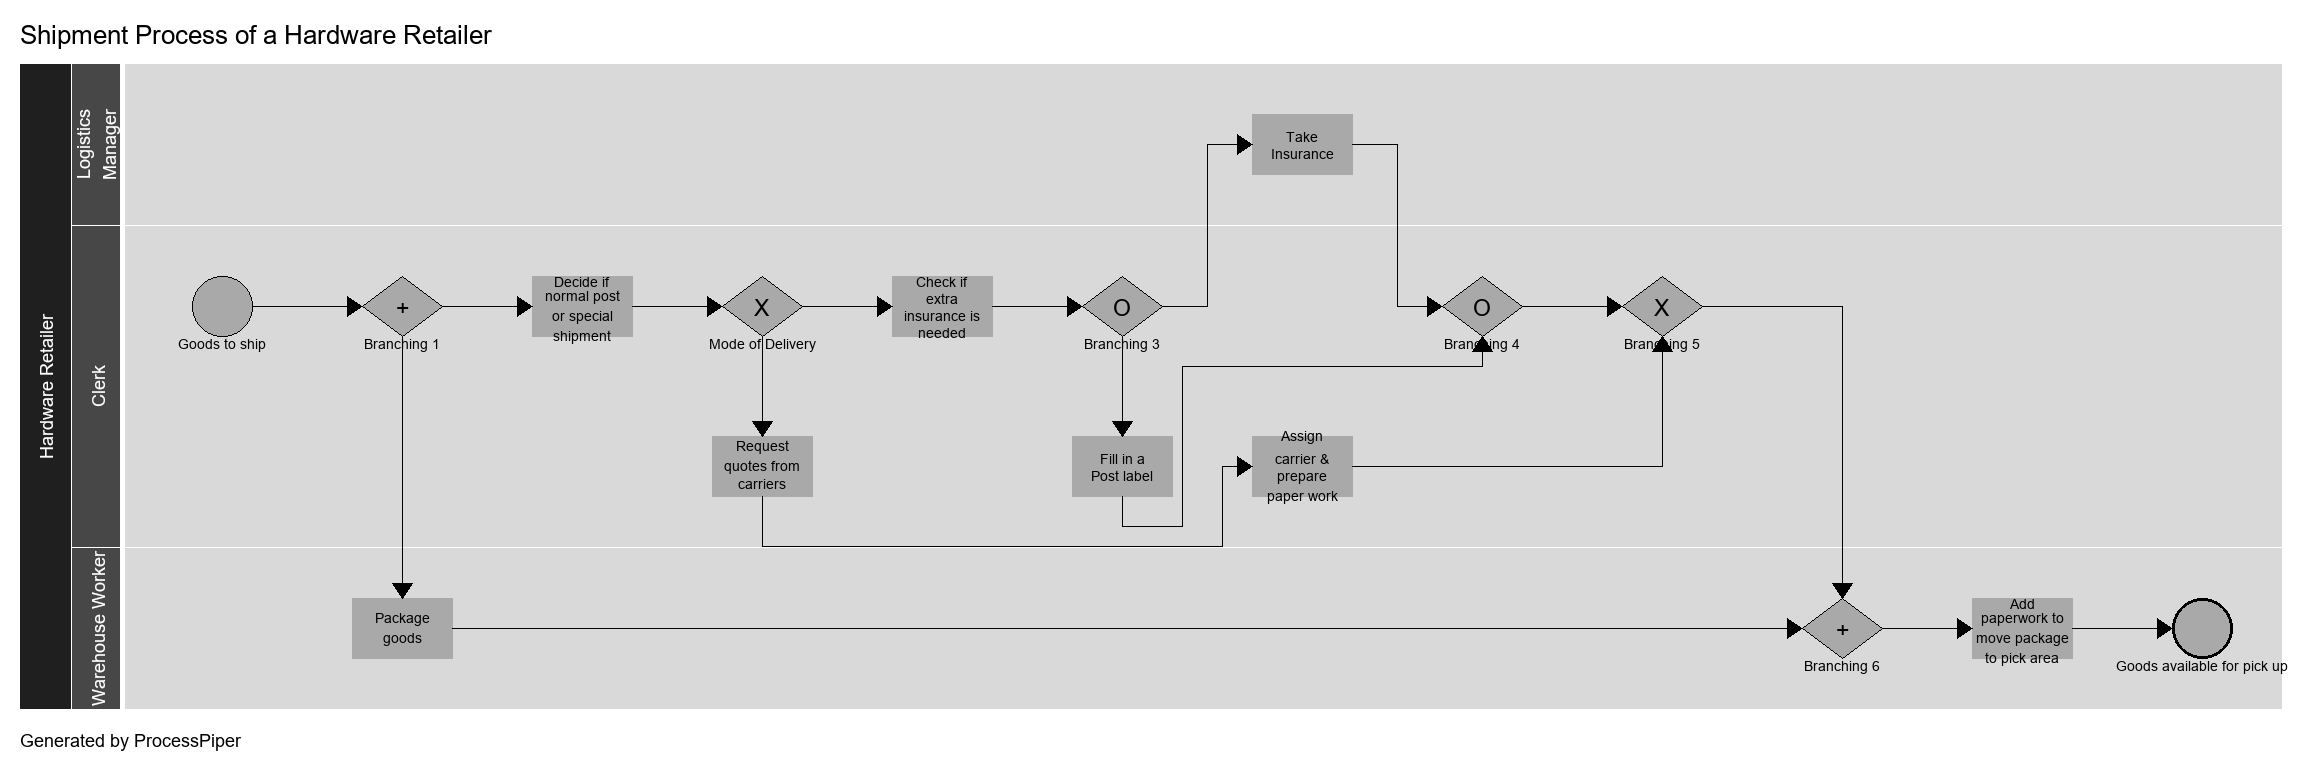 Shipment Process of a Hardware Retailer
Hardware Retailer
Logistics
Manager
Take
Insurance
Clerk
Goods to ship
+
Branching 1
Decide if
normal post
or special
shipment
X
Mode of Delivery
Check if
extra
insurance is
needed
O
Branching 3
O
Branching 4
X
Branching 5
Request
quotes from
carriers
Fill in a
Post label
Assign
carrier &
prepare
paper work
Warehouse Worker
Package
goods
+
Branching 6
Add
paperwork to
move package
to pick area
Goods available for pick up
Generated by ProcessPiper